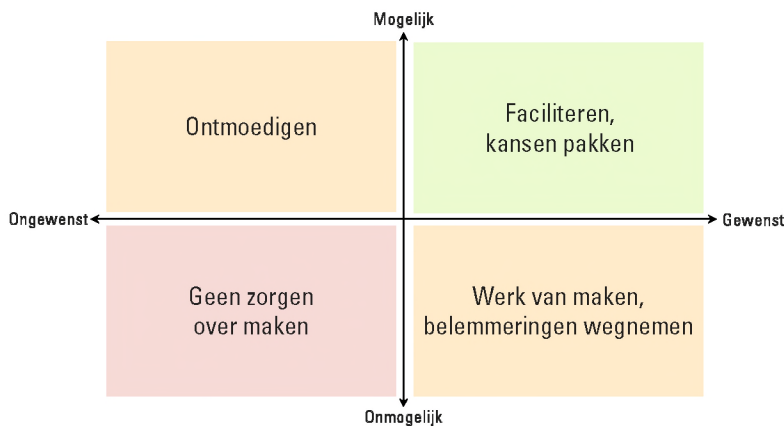 Mogelijk
Ontmoedigen
Faciliteren,
kansen pakken
Ongewenst
Gewenst
Geen zorgen
over maken
Werk van maken,
belemmeringen wegnemen
Onmogelijk